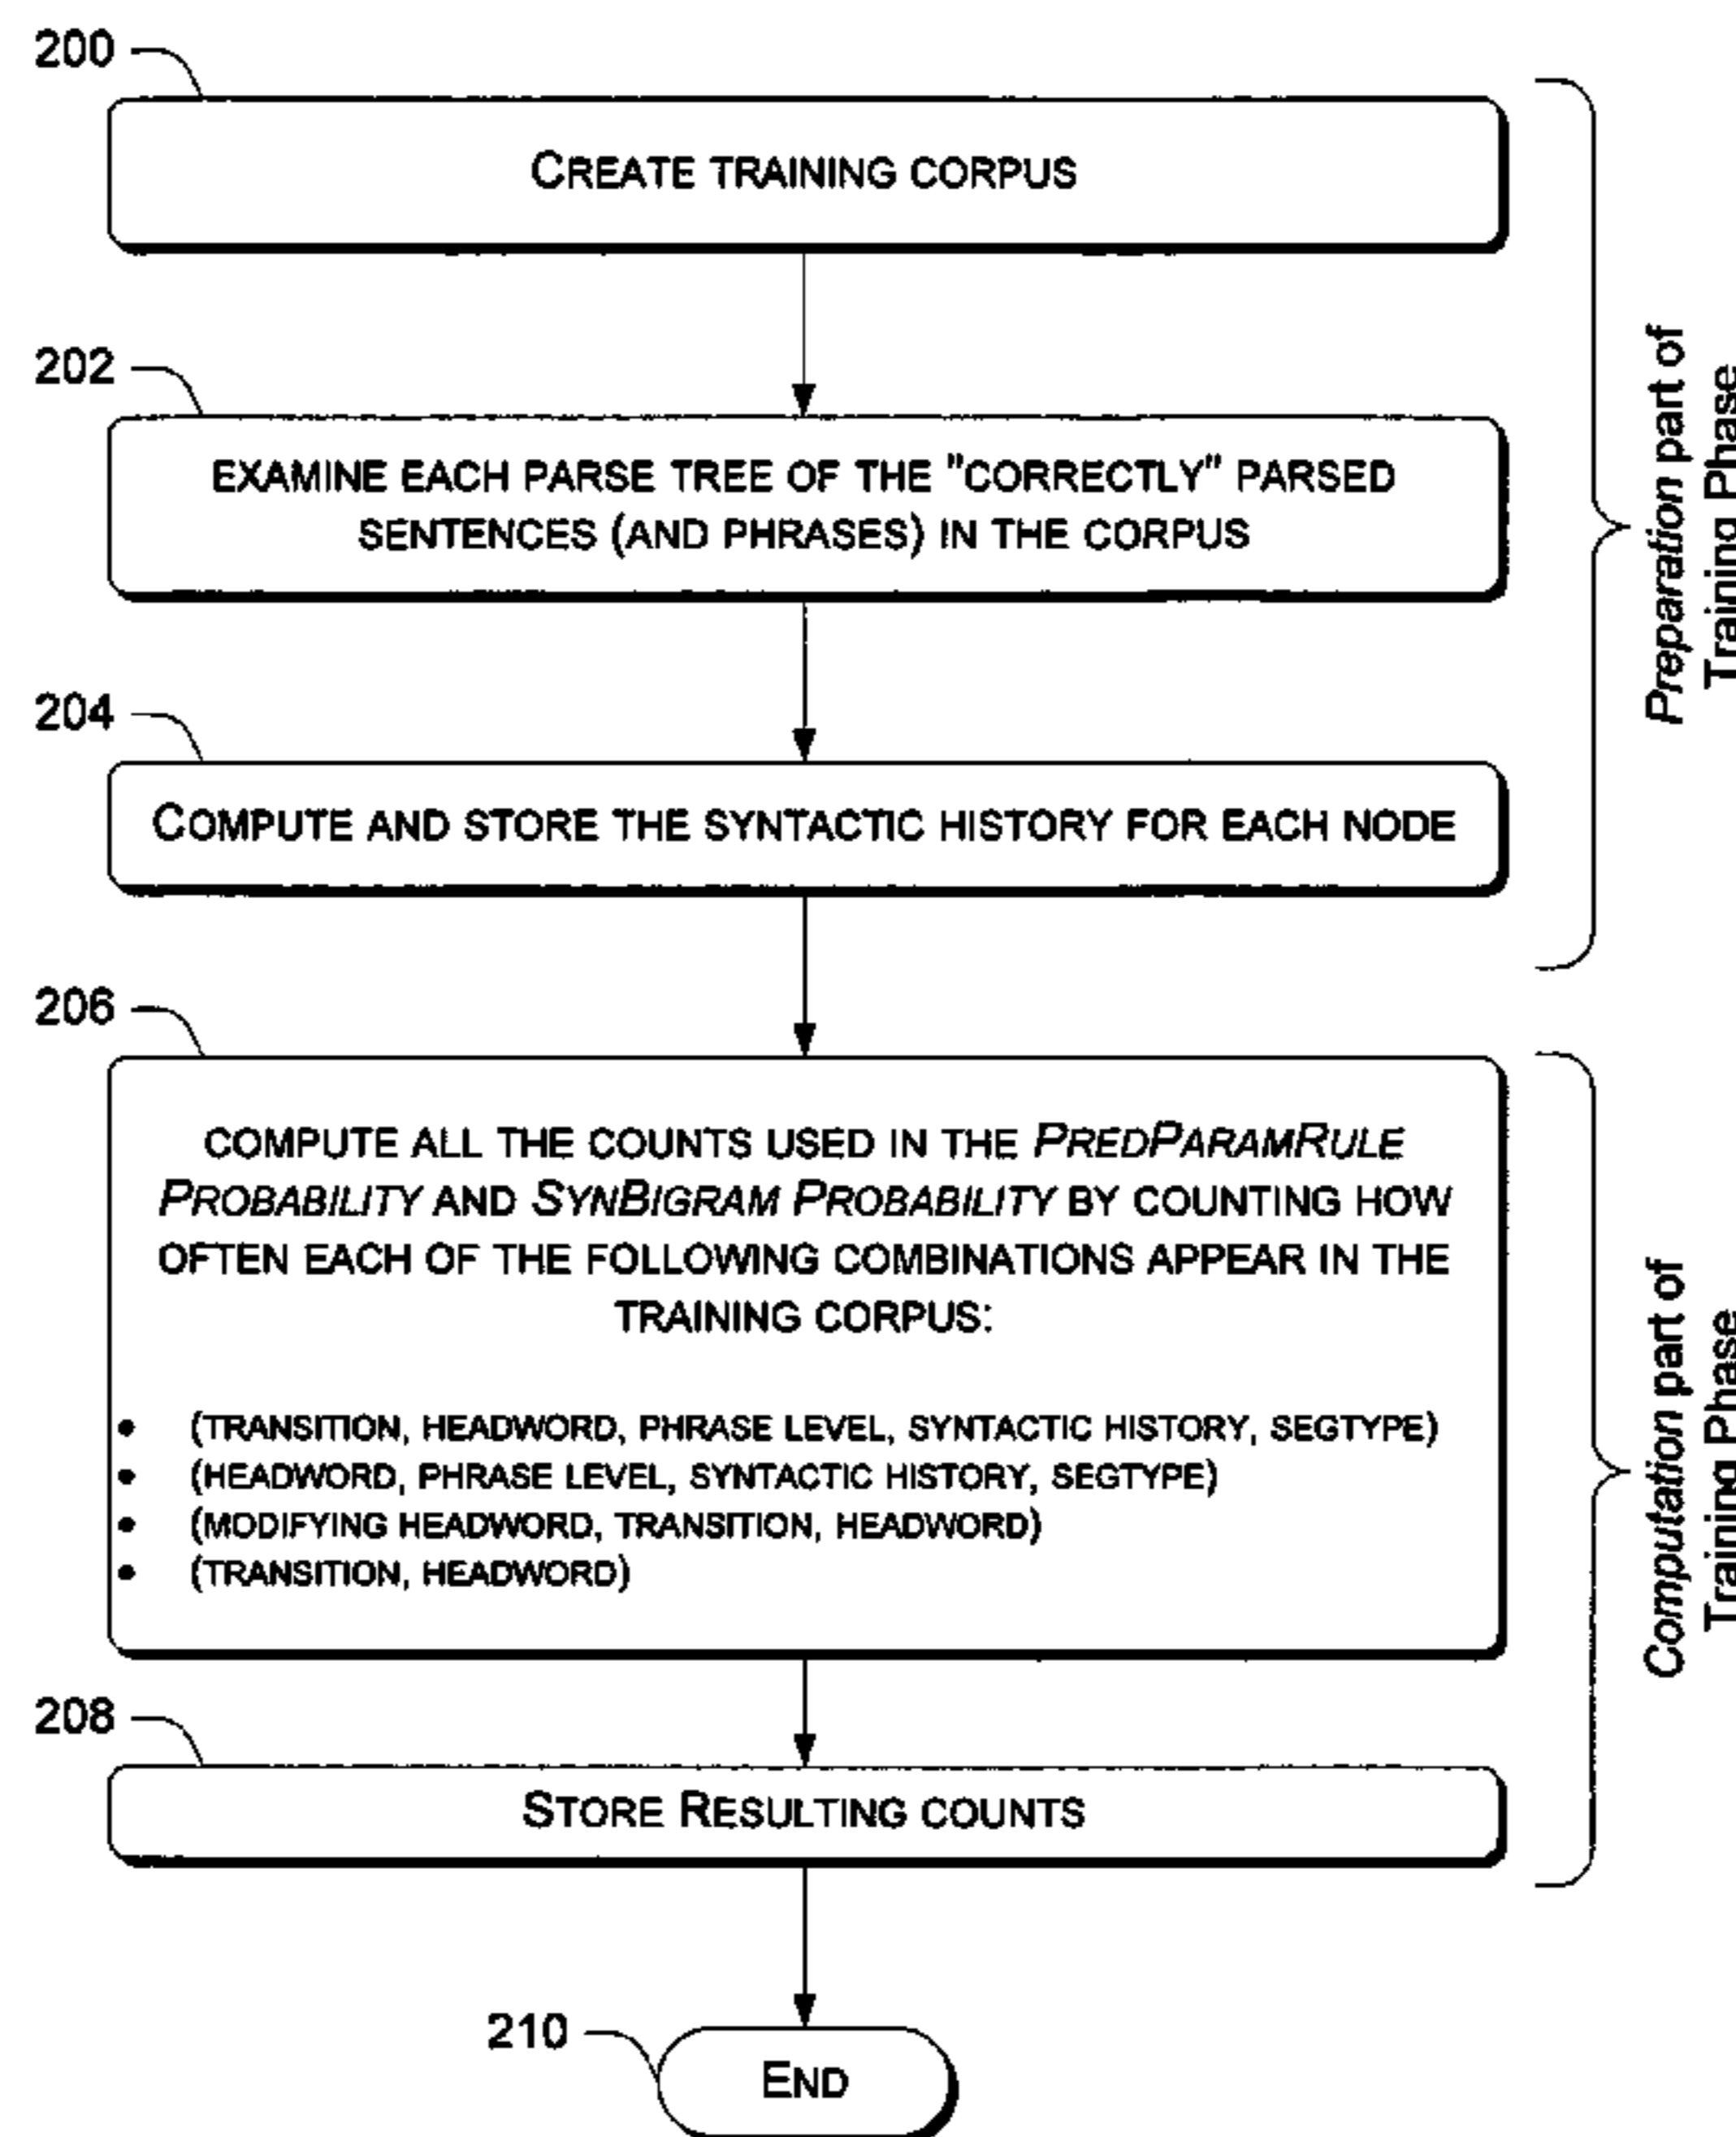 200
CREATE TRAINING CORPUS
202
EXAMINE EACH PARSE TREE OF THE "CORRECTLY" PARSED
SENTENCES (AND PHRASES) IN THE CORPUS
204
COMPUTE AND STORE THE SYNTACTIC HISTORY FOR EACH NODE
Preparation part of
Training Phase
206
COMPUTE ALL THE COUNTS USED IN THE PREDPARAMRULE
PROBABILITY AND SYNBIGRAM PROBABILITY BY COUNTING HOW
OFTEN EACH OF THE FOLLOWING COMBINATIONS APPEAR IN THE
TRAINING CORPUS:
• (TRANSITION, HEADWORD, PHRASE LEVEL, SYNTACTIC HISTORY, SEGTYPE)
• (HEADWORD, PHRASE LEVEL, SYNTACTIC HISTORY, SEGTYPE)
• (MODIFYING HEADWORD, TRANSITION, HEADWORD)
• (TRANSITION, HEADWORD)
208
STORE RESULTING COUNTS
Computation part of
Training Phase
210
END